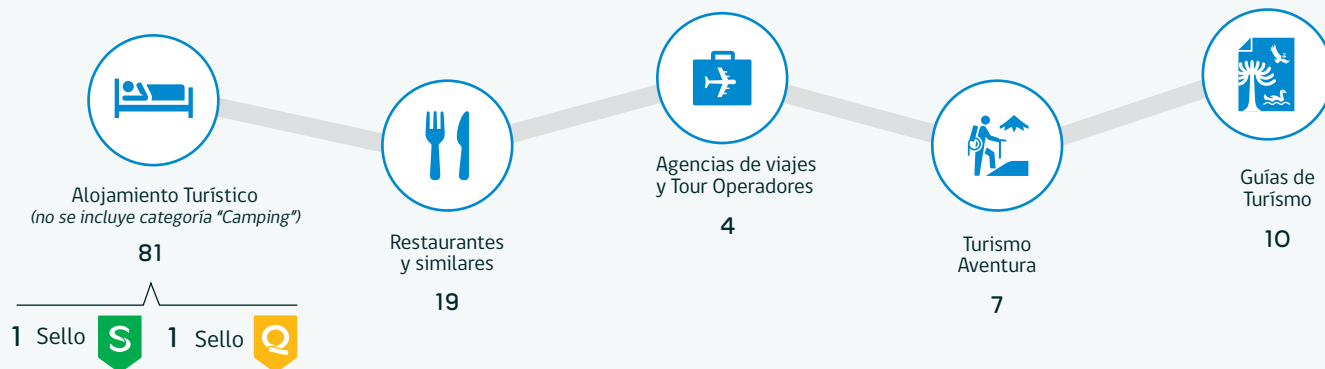 Alojamiento Turístico
(no se incluye categoría "Camping")
81
1 Sello S 1 Sello Q
Restaurantes
y similares
19
Agencias de viajes
y Tour Operadores
4
Turismo
Aventura
7
Guías de
Turísmo
10